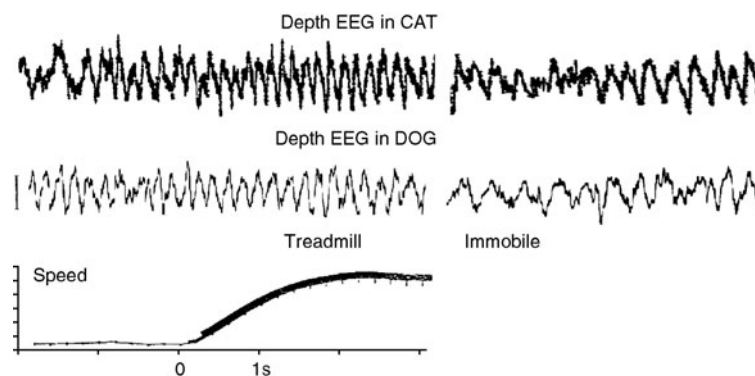 Depth EEG in CAT
Depth EEG in DOG
Treadmill Immobile
Speed
0 1s